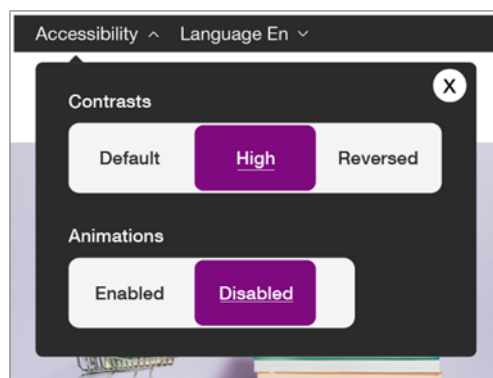 Accessibility Language En
X
Contrasts
Default High Reversed
Animations
Enabled Disabled